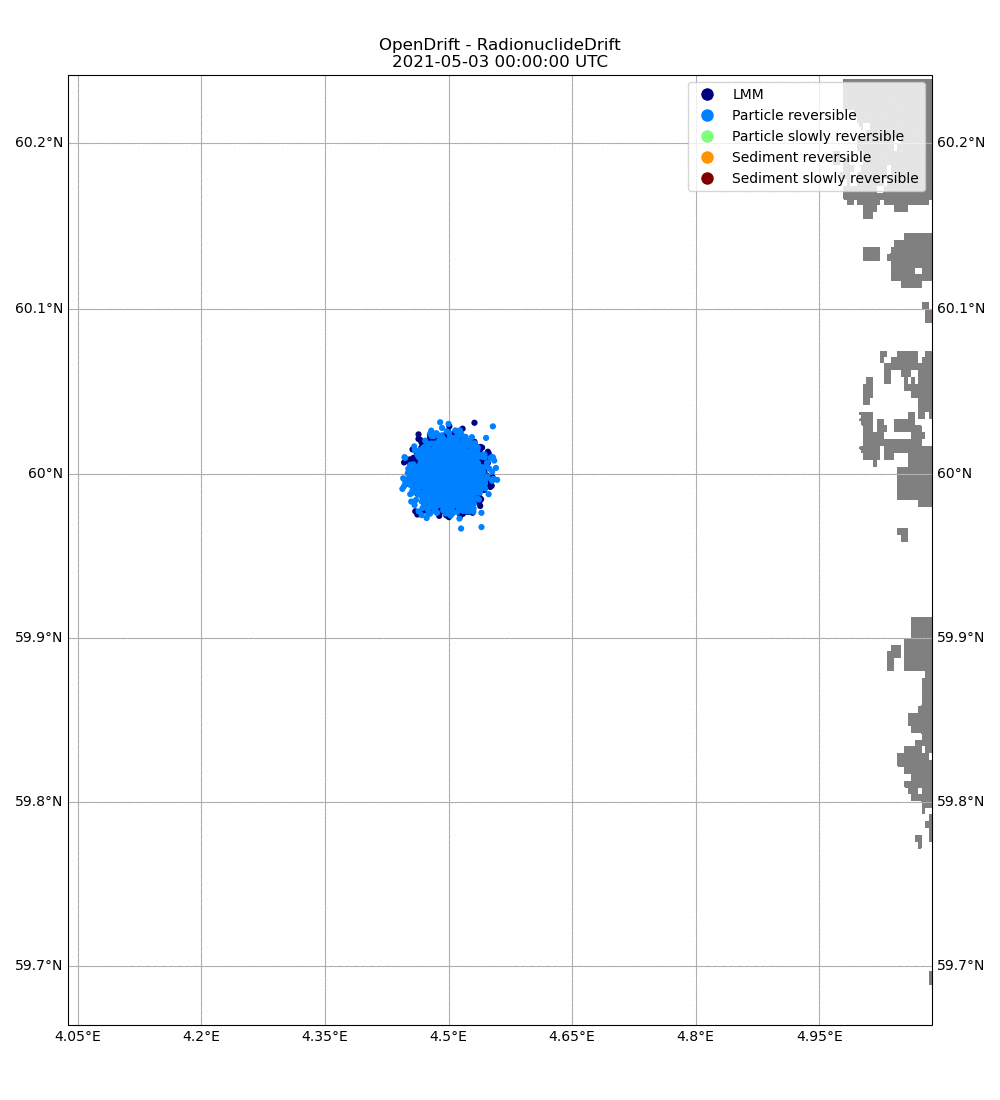 OpenDrift - RadionuclideDrift
2021-05-03 00:00:00 UTC
LMM
Particle reversible
Particle slowly reversible
Sediment reversible
Sediment slowly reversible
60.2°N 60.2°N
60.1°N 60.1°N
60°N 60°N
59.9°N 59.9°N
59.8°N 59.8°N
59.7°N 59.7°N
4.05°E 4.2°E 4.35°E 4.5°E 4.65°E 4.8°E 4.95°E